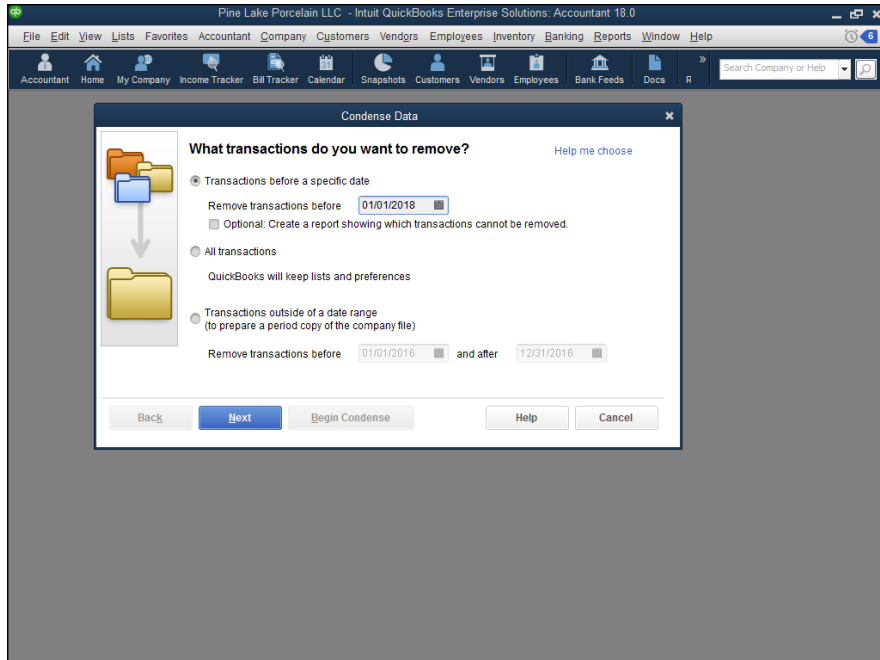 qb Pine Lake Porcelain LLC - Intuit QuickBooks Enterprise Solutions: Accountant 18.0
File Edit View Lists Favorites Accountant Company Customers Vendors Employees Inventory Banking Reports Window Help 6
31
Accountant Home My Company Income Tracker Bill Tracker Calendar Snapshots Customers Vendors Employees Bank Feeds Docs R » Search Company or Help
Condense Data
What transactions do you want to remove? Help me choose
Transactions before a specific date
Remove transactions before 01/01/2018
Optional: Create a report showing which transactions cannot be removed.
All transactions
QuickBooks will keep lists and preferences
Transactions outside of a date range
(to prepare a period copy of the company file)
Remove transactions before 01/01/2016 and after 12/31/2016
Back Next Begin Condense Help Cancel